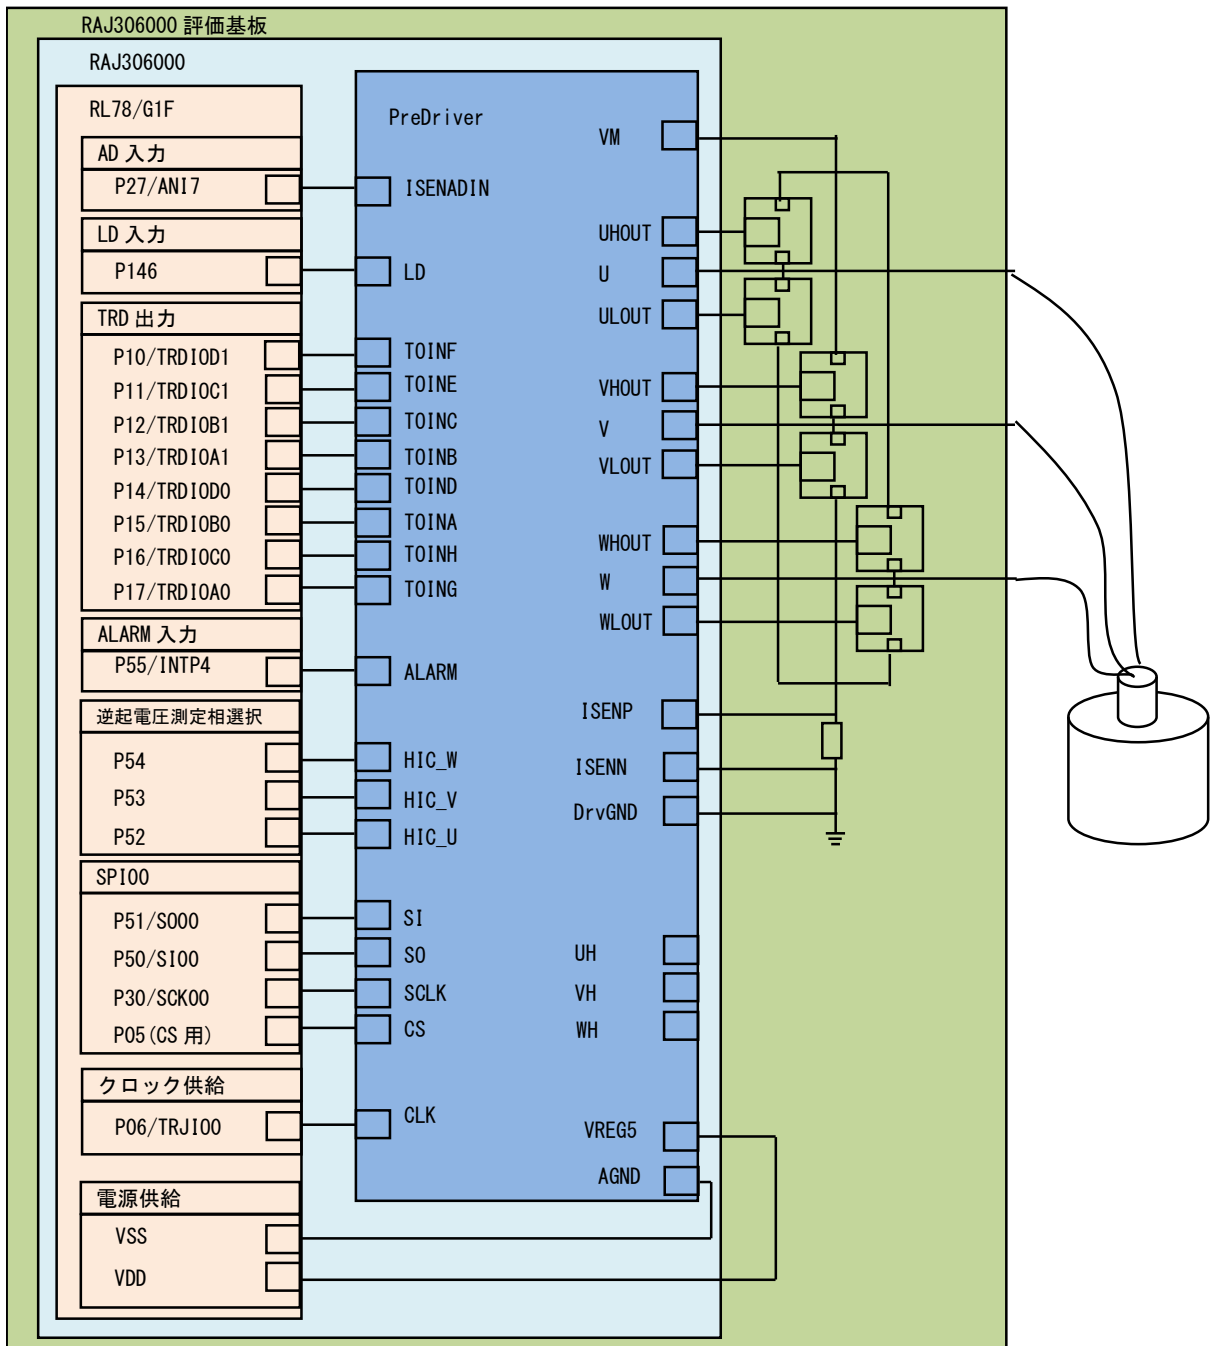 RAJ306000 評価基板
RAJ306000
RL78/G1F
AD 入力
P27/ANI7
LD 入力
P146
TRD 出力
P10/TRDIOD1
P11/TRDIOC1
P12/TRDIOB1
P13/TRDIOA1
P14/TRDIOD0
P15/TRDIOB0
P16/TRDIOC0
P17/TRDIOA0
ALARM 入力
P55/INTP4
逆起電圧測定相選択
P54
P53
P52
SPI00
P51/SO00
P50/SI00
P30/SCK00
P05(CS 用)
クロック供給
P06/TRJIO0
電源供給
VSS
VDD
PreDriver
ISENADIN
LD
TOINF
TOINE
TOINC
TOINB
TOIND
TOINA
TOINH
TOING
ALARM
HIC_W
HIC_V
HIC_U
SI
SO
SCLK
CS
CLK
VM
UHOUT
U
ULOUT
VHOUT
V
VLOUT
WHOUT
W
WLOUT
ISENP
ISENN
DrvGND
UH
VH
WH
VREG5
AGND